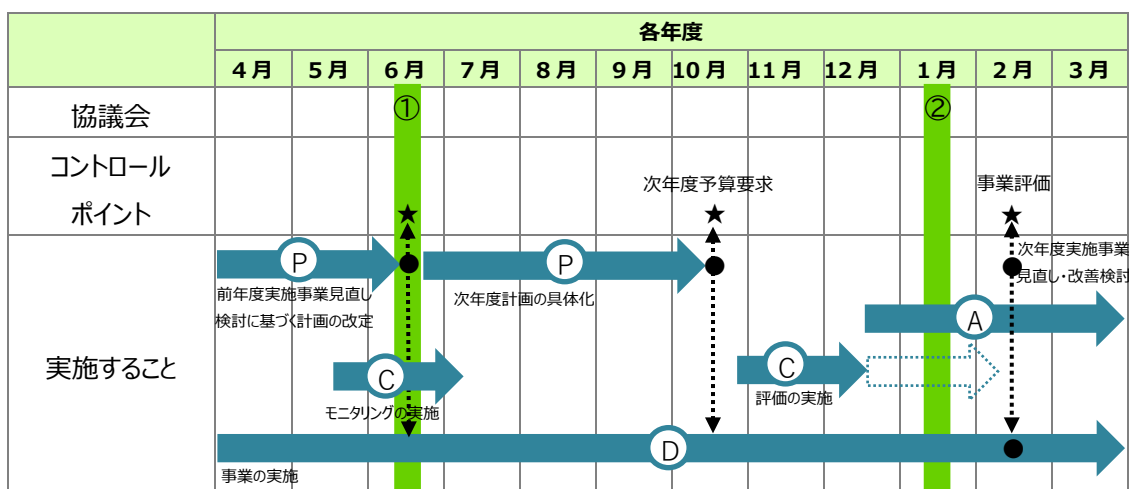 各年度
4月 5月 6月 7月 8月 9月 10月 11月 12月 1月 2月 3月
協議会
① ②
コントロール
ポイント
次年度予算要求
事業評価
★ ★ ★
実施すること
P
前年度実施事業見直し
検討に基づく計画の改定
P
次年度計画の具体化
次年度実施事業
見直し・改善検討
A
C
モニタリングの実施
C
評価の実施
D
事業の実施